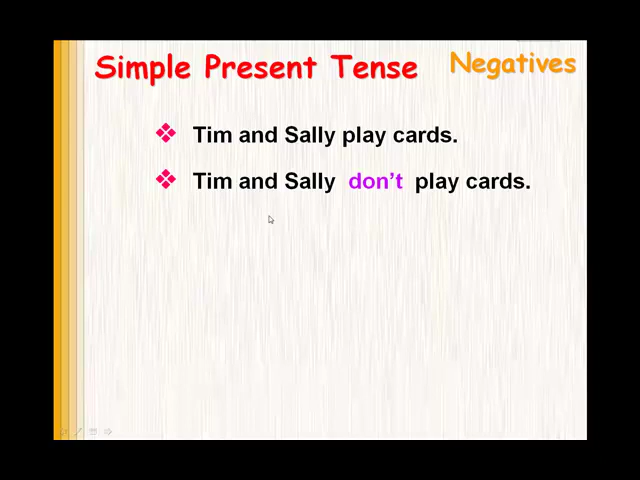 Simple Present Tense Negatives
Tim and Sally play cards.
Tim and Sally don't play cards.